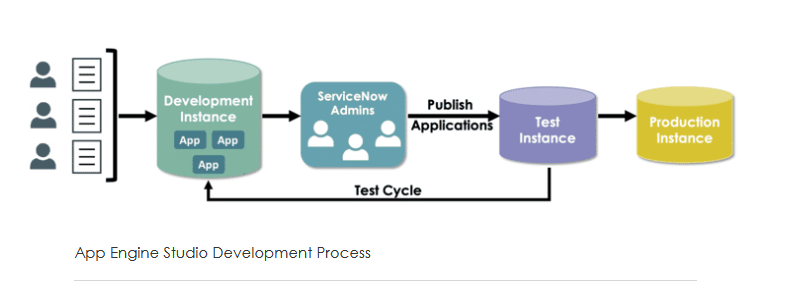 Development
Instance
App
App
App
ServiceNow
Admins
Publish
Applications
Test
Instance
Production
Instance
Test Cycle
App Engine Studio Development Process